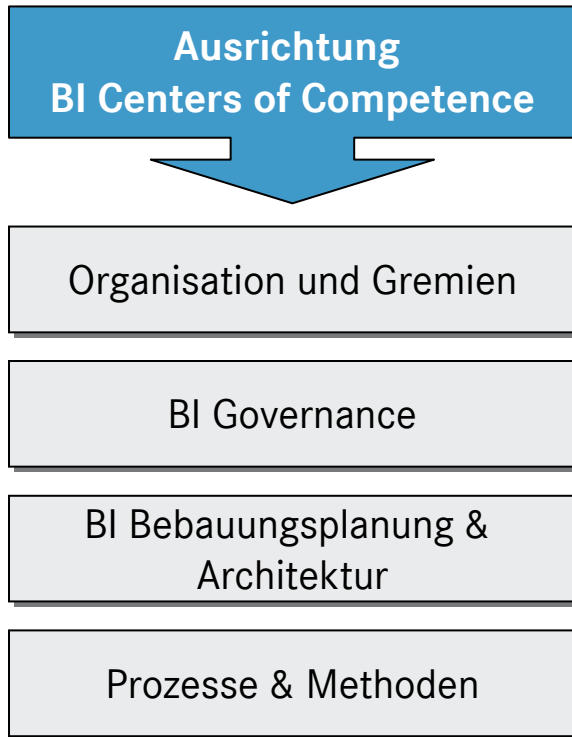 Ausrichtung
BI Centers of Competence
Organisation und Gremien
BI Governance
BI Bebauungsplanung &
Architektur
Prozesse & Methoden